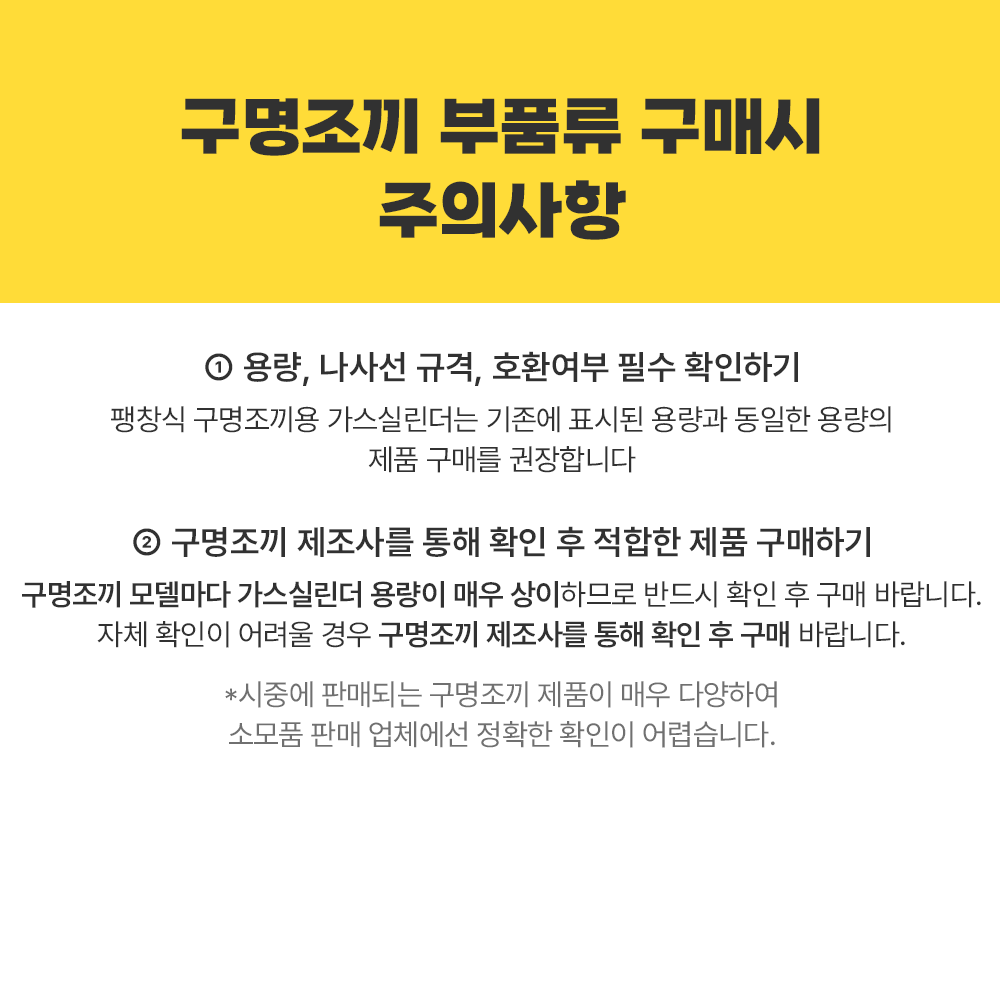 구명조끼 부품류 구매시
주의사항
① 용량, 나사선 규격, 호환여부 필수 확인하기
팽창식 구명조끼용 가스실린더는 기존에 표시된 용량과 동일한 용량의
제품 구매를 권장합니다
② 구명조끼 제조사를 통해 확인 후 적합한 제품 구매하기
구명조끼 모델마다 가스실린더 용량이 매우 상이하므로 반드시 확인 후 구매 바랍니다.
자체 확인이 어려울 경우 구명조끼 제조사를 통해 확인 후 구매 바랍니다.
*시중에 판매되는 구명조끼 제품이 매우 다양하여
소모품 판매 업체에선 정확한 확인이 어렵습니다.